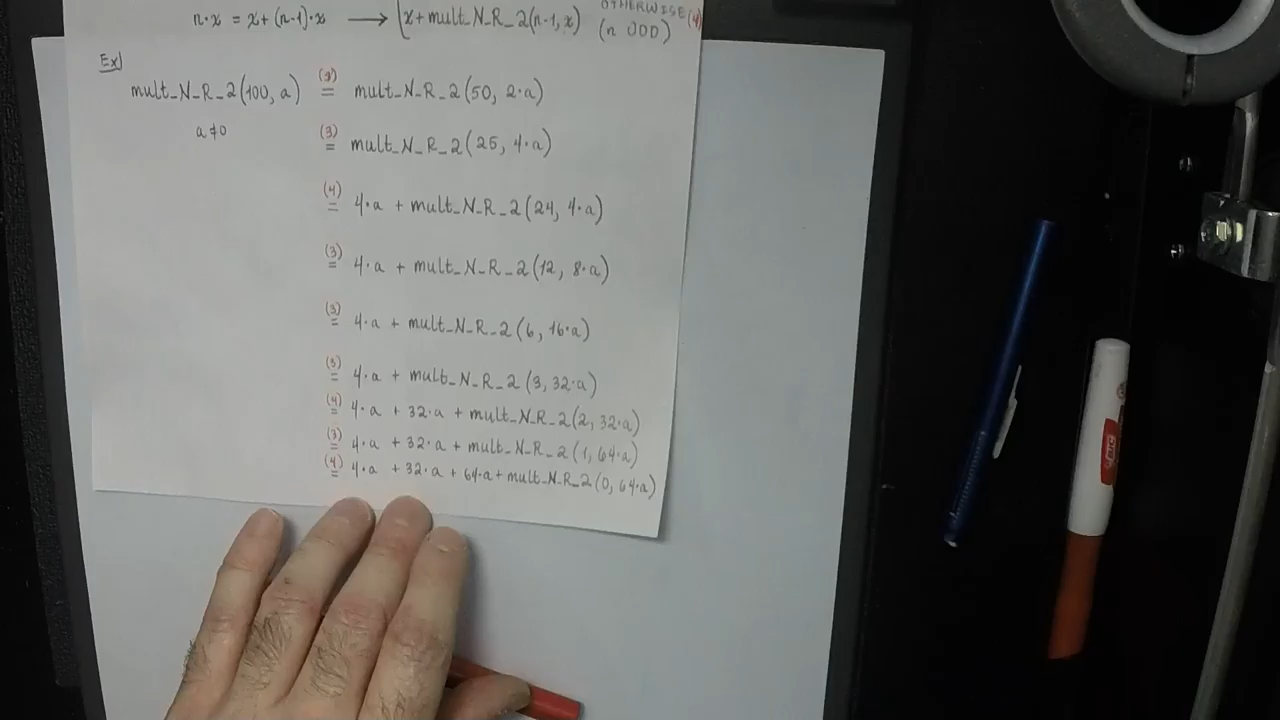 n·x = x+(n-1)·x ⟶ { x+mult_N_R_2(n-1,x) OTHERWISE (4)
(n ODD)
Ex)
mult_N_R_2(100, a) (3)= mult_N_R_2(50, 2·a)
a≠0
(3)= mult_N_R_2(25, 4·a)
(4)= 4·a + mult_N_R_2(24, 4·a)
(3)= 4·a + mult_N_R_2(12, 8·a)
(3)= 4·a + mult_N_R_2(6, 16·a)
(3)= 4·a + mult_N_R_2(3, 32·a)
(4)= 4·a + 32·a + mult_N_R_2(2, 32·a)
(3)= 4·a + 32·a + mult_N_R_2(1, 64·a)
(4)= 4·a + 32·a + 64·a + mult_N_R_2(0, 64·a)
BIC